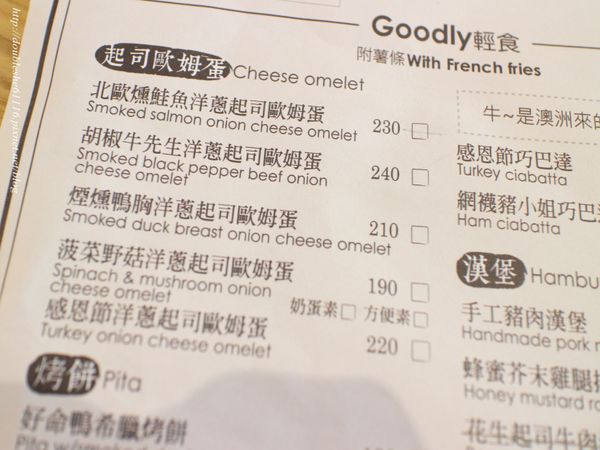 Goodly輕食
附薯條With French fries
起司歐姆蛋Cheese omelet
北歐燻鮭魚洋蔥起司歐姆蛋 230
Smoked salmon onion cheese omelet
胡椒牛先生洋蔥起司歐姆蛋
Smoked black pepper beef onion 240
cheese omelet
煙燻鴨胸洋蔥起司歐姆蛋 210
Smoked duck breast onion cheese omelet
菠菜野菇洋蔥起司歐姆蛋 190
Spinach & mushroom onion
cheese omelet 奶蛋素 方便素
感恩節洋蔥起司歐姆蛋 220
Turkey onion cheese omelet
烤餅 Pita
好命鴨希臘烤餅
牛~是澳洲來的
感恩節巧巴達
Turkey ciabatta
網襪豬小姐巧巴達
Ham ciabatta
漢堡 Hambu
手工豬肉漢堡
Handmade pork
蜂蜜芥末雞腿
Honey mustard
花生起司牛肉